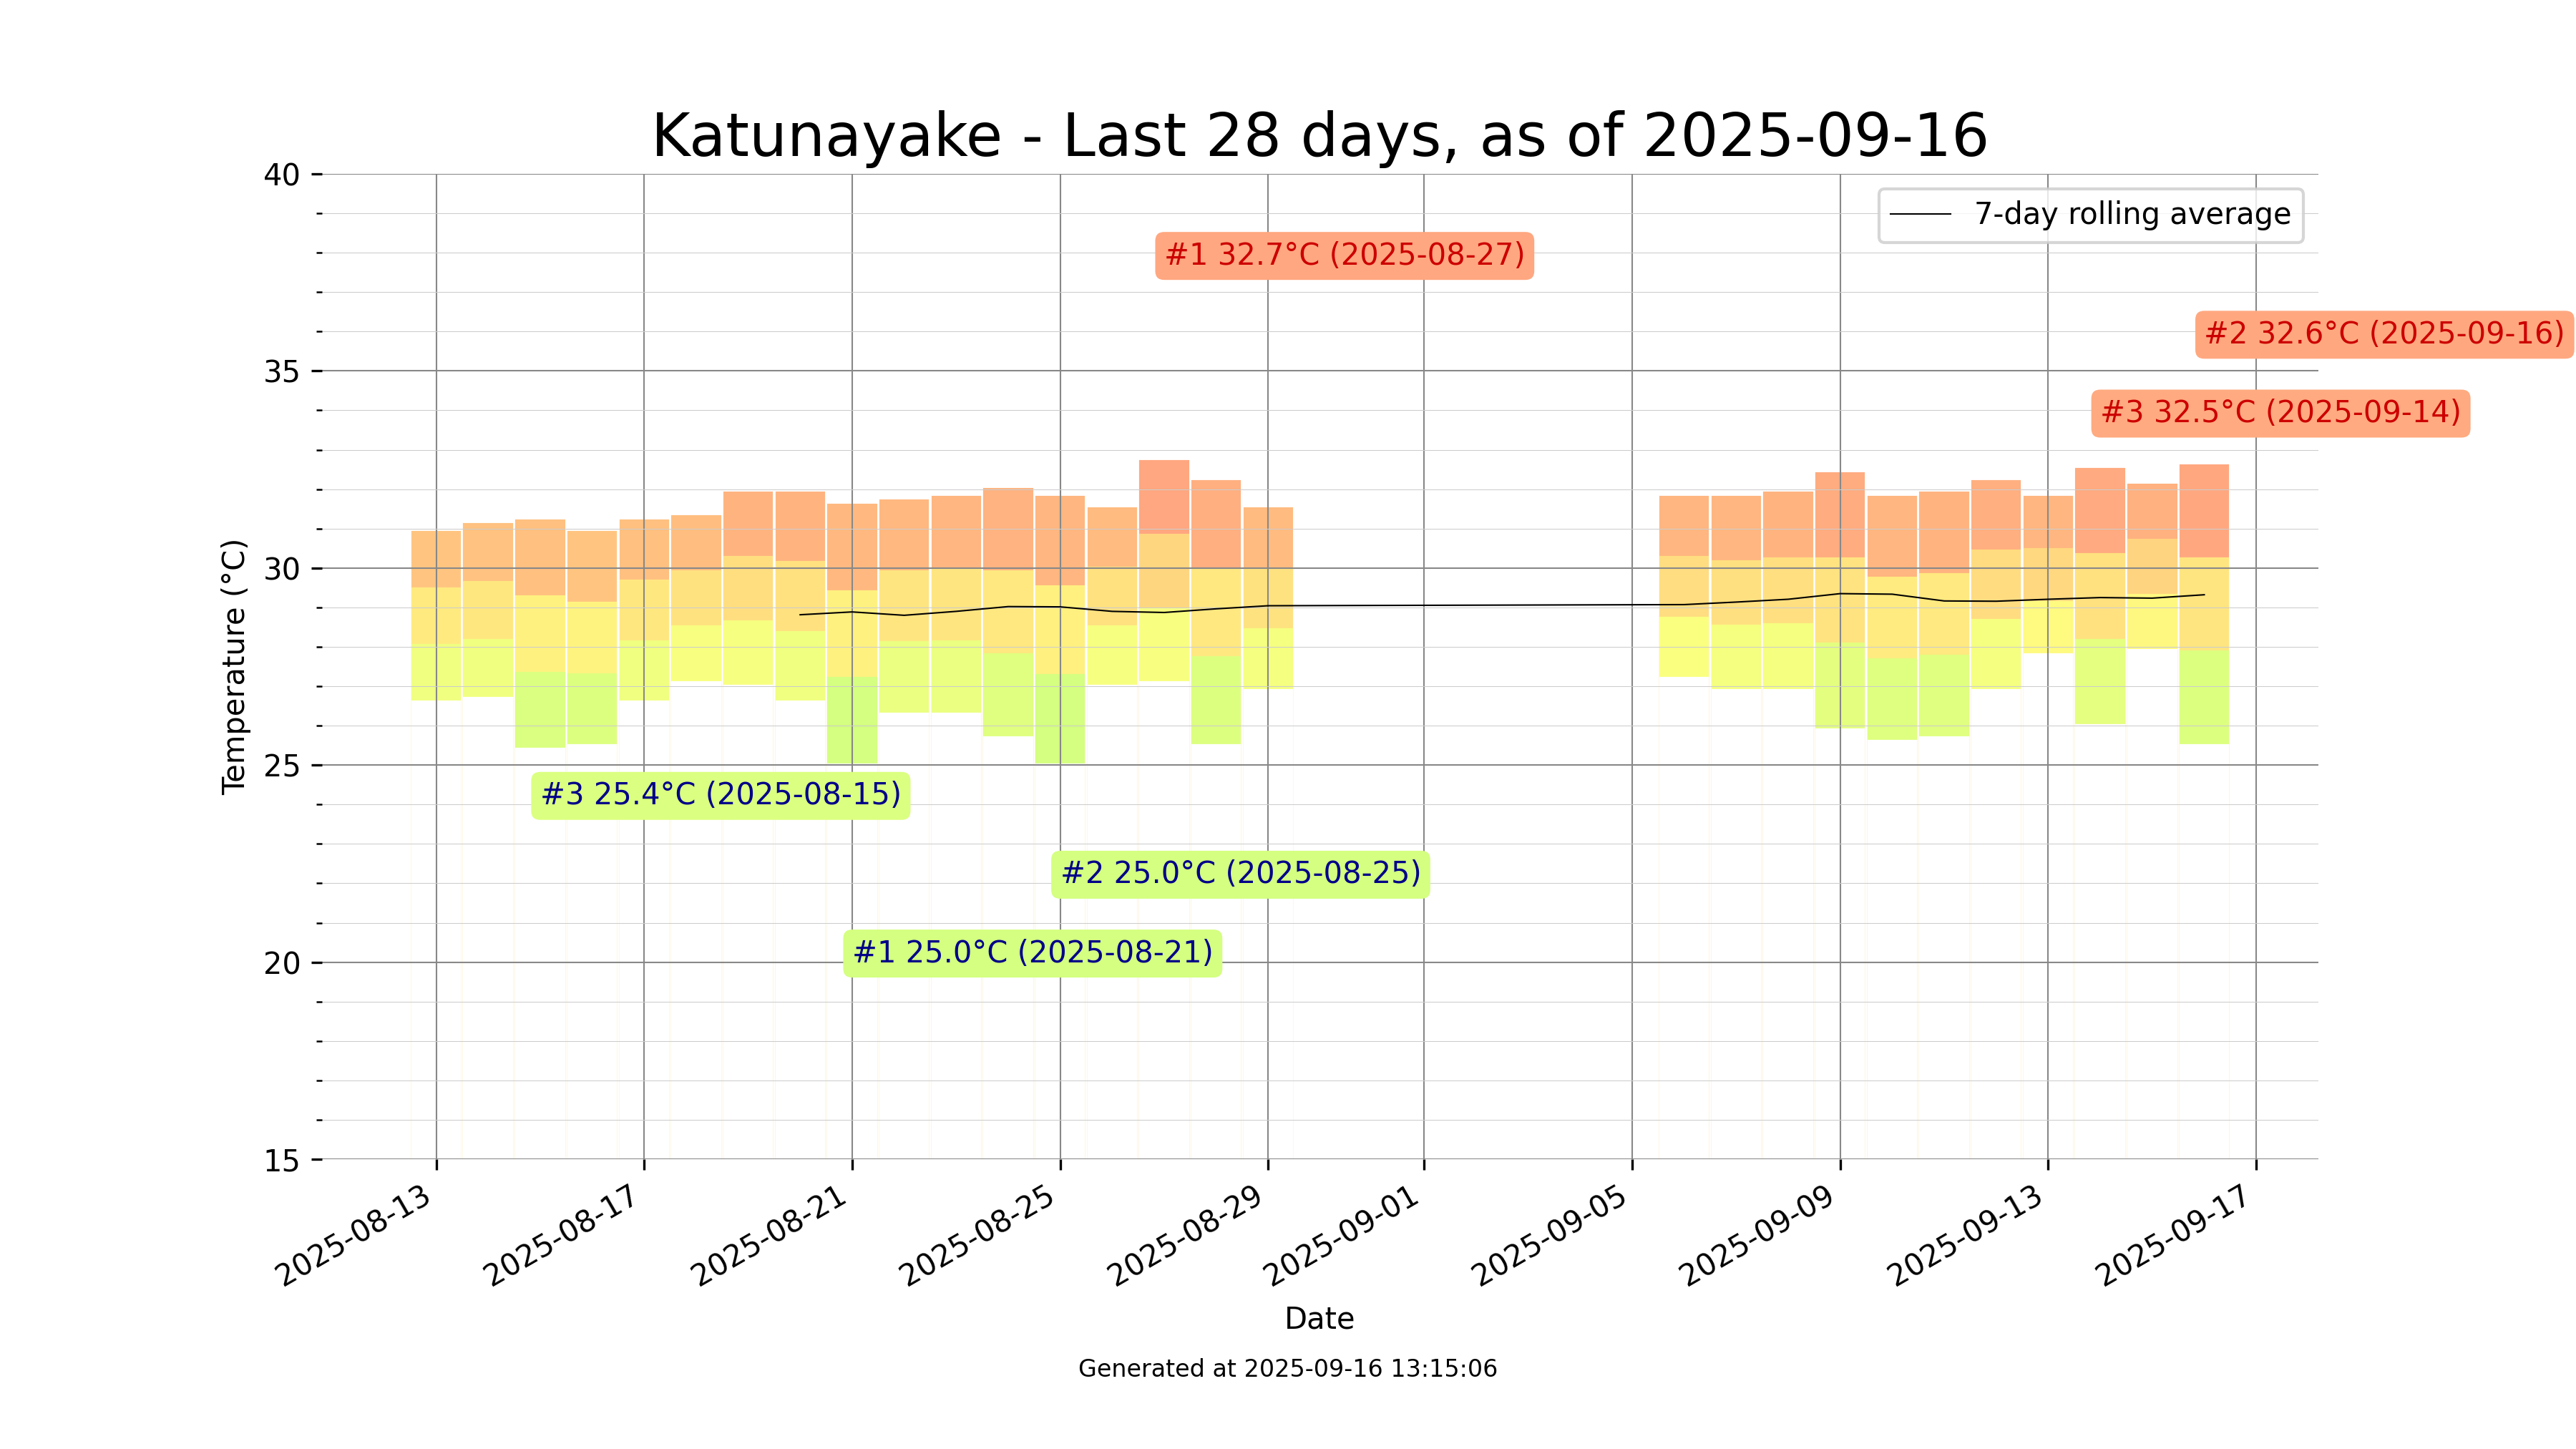 Katunayake - Last 28 days, as of 2025-09-16
40
35
30
25
20
15
Temperature (°C)
7-day rolling average
#1 32.7°C (2025-08-27)
#2 32.6°C (2025-09-16)
#3 32.5°C (2025-09-14)
#3 25.4°C (2025-08-15)
#2 25.0°C (2025-08-25)
#1 25.0°C (2025-08-21)
2025-08-13
2025-08-17
2025-08-21
2025-08-25
2025-08-29
2025-09-01
2025-09-05
2025-09-09
2025-09-13
2025-09-17
Date
Generated at 2025-09-16 13:15:06